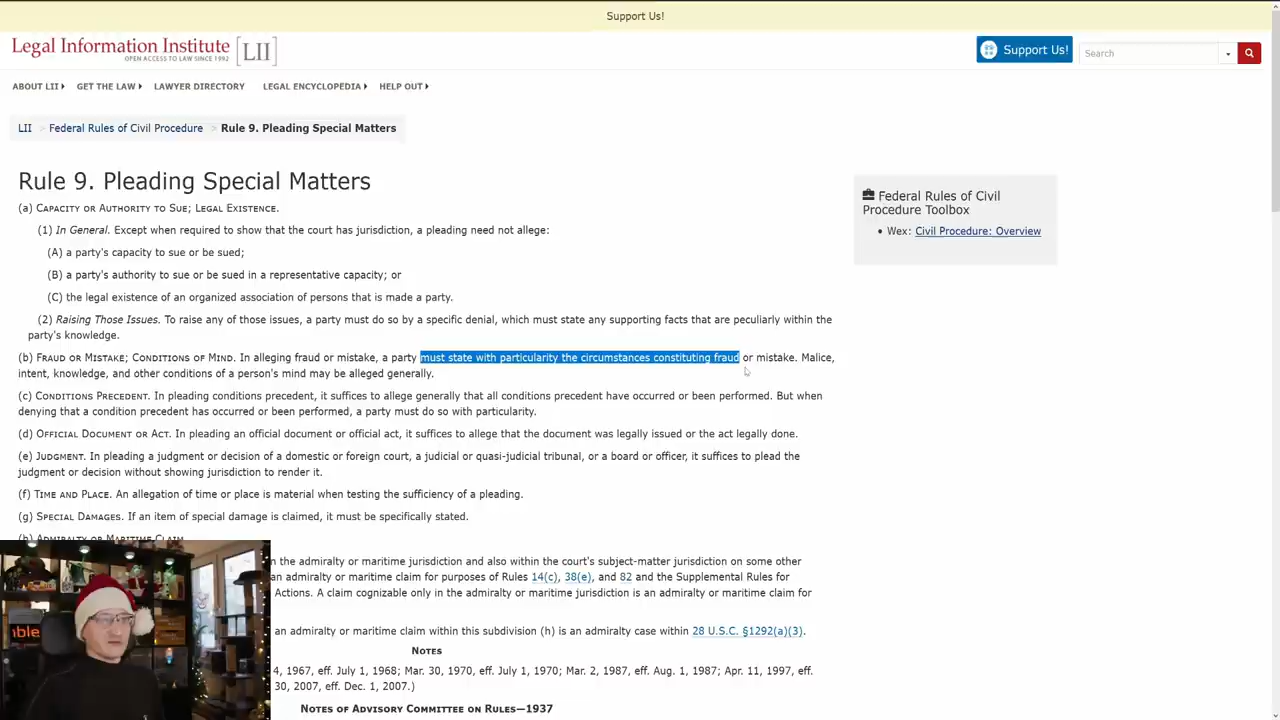 Support Us!
Legal Information Institute [LII]
OPEN ACCESS TO LAW SINCE 1992
Support Us!
Search
ABOUT LII GET THE LAW LAWYER DIRECTORY LEGAL ENCYCLOPEDIA HELP OUT
LII > Federal Rules of Civil Procedure > Rule 9. Pleading Special Matters
Rule 9. Pleading Special Matters
(a) CAPACITY OR AUTHORITY TO SUE; LEGAL EXISTENCE.
(1) In General. Except when required to show that the court has jurisdiction, a pleading need not allege:
(A) a party's capacity to sue or be sued;
(B) a party's authority to sue or be sued in a representative capacity; or
(C) the legal existence of an organized association of persons that is made a party.
(2) Raising Those Issues. To raise any of those issues, a party must do so by a specific denial, which must state any supporting facts that are peculiarly within the
party's knowledge.
(b) FRAUD OR MISTAKE; CONDITIONS OF MIND. In alleging fraud or mistake, a party must state with particularity the circumstances constituting fraud or mistake. Malice,
intent, knowledge, and other conditions of a person's mind may be alleged generally.
(c) CONDITIONS PRECEDENT. In pleading conditions precedent, it suffices to allege generally that all conditions precedent have occurred or been performed. But when
denying that a condition precedent has occurred or been performed, a party must do so with particularity.
(d) OFFICIAL DOCUMENT OR ACT. In pleading an official document or official act, it suffices to allege that the document was legally issued or the act legally done.
(e) JUDGMENT. In pleading a judgment or decision of a domestic or foreign court, a judicial or quasi-judicial tribunal, or a board or officer, it suffices to plead the
judgment or decision without showing jurisdiction to render it.
(f) TIME AND PLACE. An allegation of time or place is material when testing the sufficiency of a pleading.
(g) SPECIAL DAMAGES. If an item of special damage is claimed, it must be specifically stated.
(h) ADMIRALTY OR MARITIME CLAIM.
n the admiralty or maritime jurisdiction and also within the court's subject-matter jurisdiction on some other
an admiralty or maritime claim for purposes of Rules 14(c), 38(e), and 82 and the Supplemental Rules for
Actions. A claim cognizable only in the admiralty or maritime jurisdiction is an admiralty or maritime claim for
an admiralty or maritime claim within this subdivision (h) is an admiralty case within 28 U.S.C. §1292(a)(3).
NOTES
4, 1967, eff. July 1, 1968; Mar. 30, 1970, eff. July 1, 1970; Mar. 2, 1987, eff. Aug. 1, 1987; Apr. 11, 1997, eff.
30, 2007, eff. Dec. 1, 2007.)
NOTES OF ADVISORY COMMITTEE ON RULES—1937
Federal Rules of Civil
Procedure Toolbox
• Wex: Civil Procedure: Overview
ble